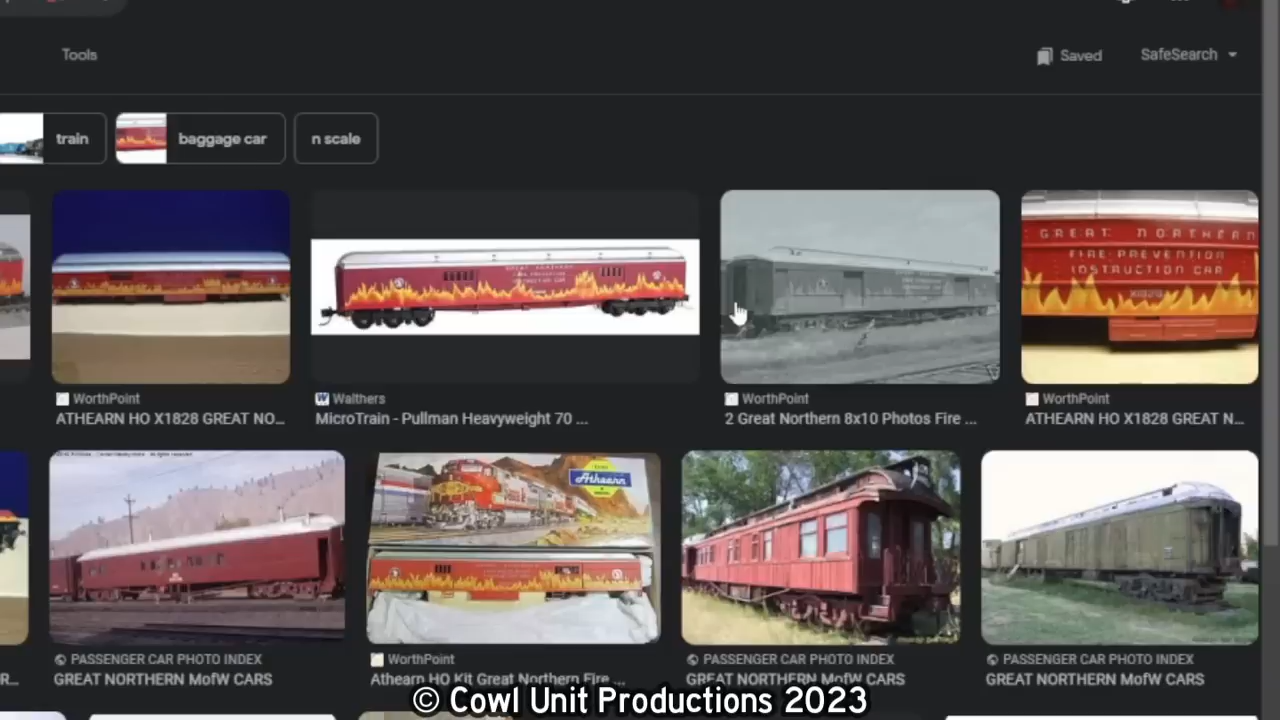 Tools
Saved
SafeSearch
train
baggage car
n scale
GREAT NORTHERN
FIRE PREVENTION
INSTRUCTION CAR
WorthPoint
ATHEARN HO X1828 GREAT NO...
Walthers
MicroTrain - Pullman Heavyweight 70 ...
WorthPoint
2 Great Northern 8x10 Photos Fire ...
WorthPoint
ATHEARN HO X1828 GREAT N...
Athearn
R...
PASSENGER CAR PHOTO INDEX
GREAT NORTHERN MofW CARS
WorthPoint
Athearn HO Kit Great Northern Fire ...
PASSENGER CAR PHOTO INDEX
GREAT NORTHERN MofW CARS
PASSENGER CAR PHOTO INDEX
GREAT NORTHERN MofW CARS
© Cowl Unit Productions 2023